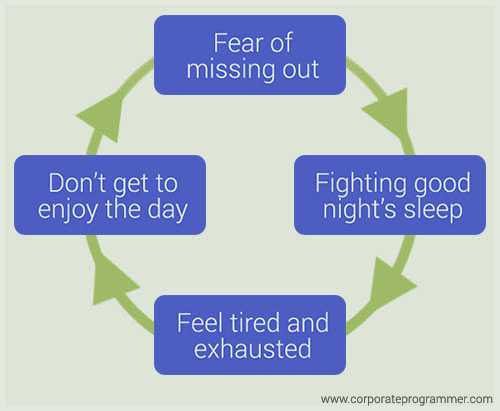 Fear of
missing out
Fighting good
night's sleep
Feel tired and
exhausted
Don't get to
enjoy the day
www.corporateprogrammer.com